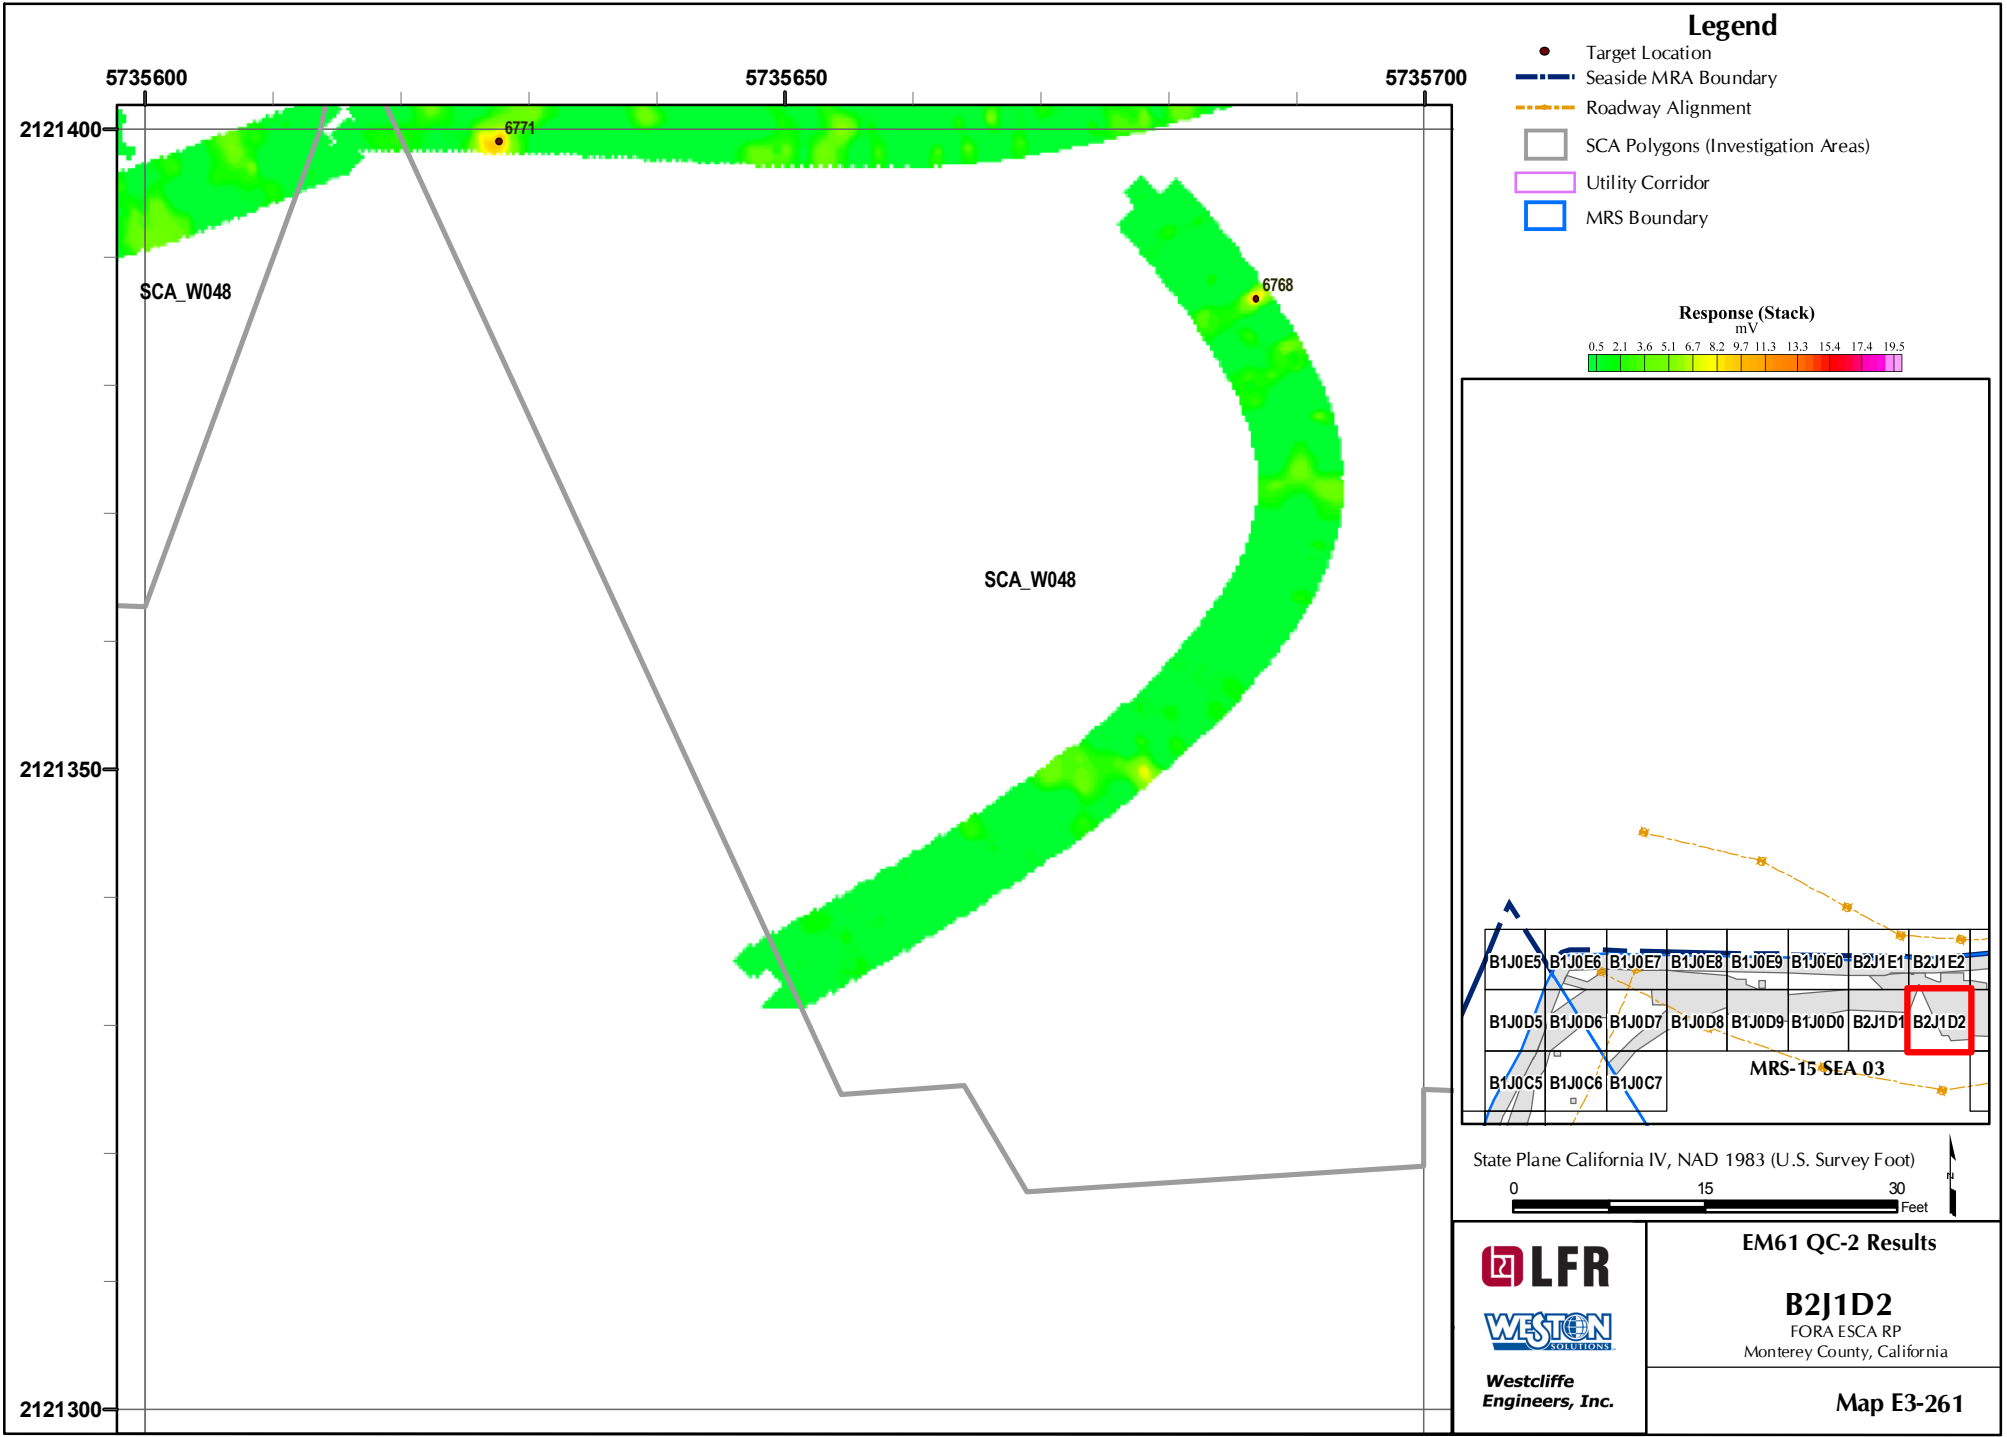 5735600
5735650
5735700
2121400
2121350
2121300
6771
6768
SCA_W048
SCA_W048
Legend
Target Location
Seaside MRA Boundary
Roadway Alignment
SCA Polygons (Investigation Areas)
Utility Corridor
MRS Boundary
Response (Stack)
mV
0.5 2.1 3.6 5.1 6.7 8.2 9.7 11.3 13.3 15.4 17.4 19.5
B1J0E5 B1J0E6 B1J0E7 B1J0E8 B1J0E9 B1J0E0 B2J1E1 B2J1E2
B1J0D5 B1J0D6 B1J0D7 B1J0D8 B1J0D9 B1J0D0 B2J1D1 B2J1D2
MRS-15 SEA 03
B1J0C5 B1J0C6 B1J0C7
State Plane California IV, NAD 1983 (U.S. Survey Foot)
0 15 30
Feet
N
LFR
WESTON
SOLUTIONS
Westcliffe
Engineers, Inc.
EM61 QC-2 Results
B2J1D2
FORA ESCA RP
Monterey County, California
Map E3-261